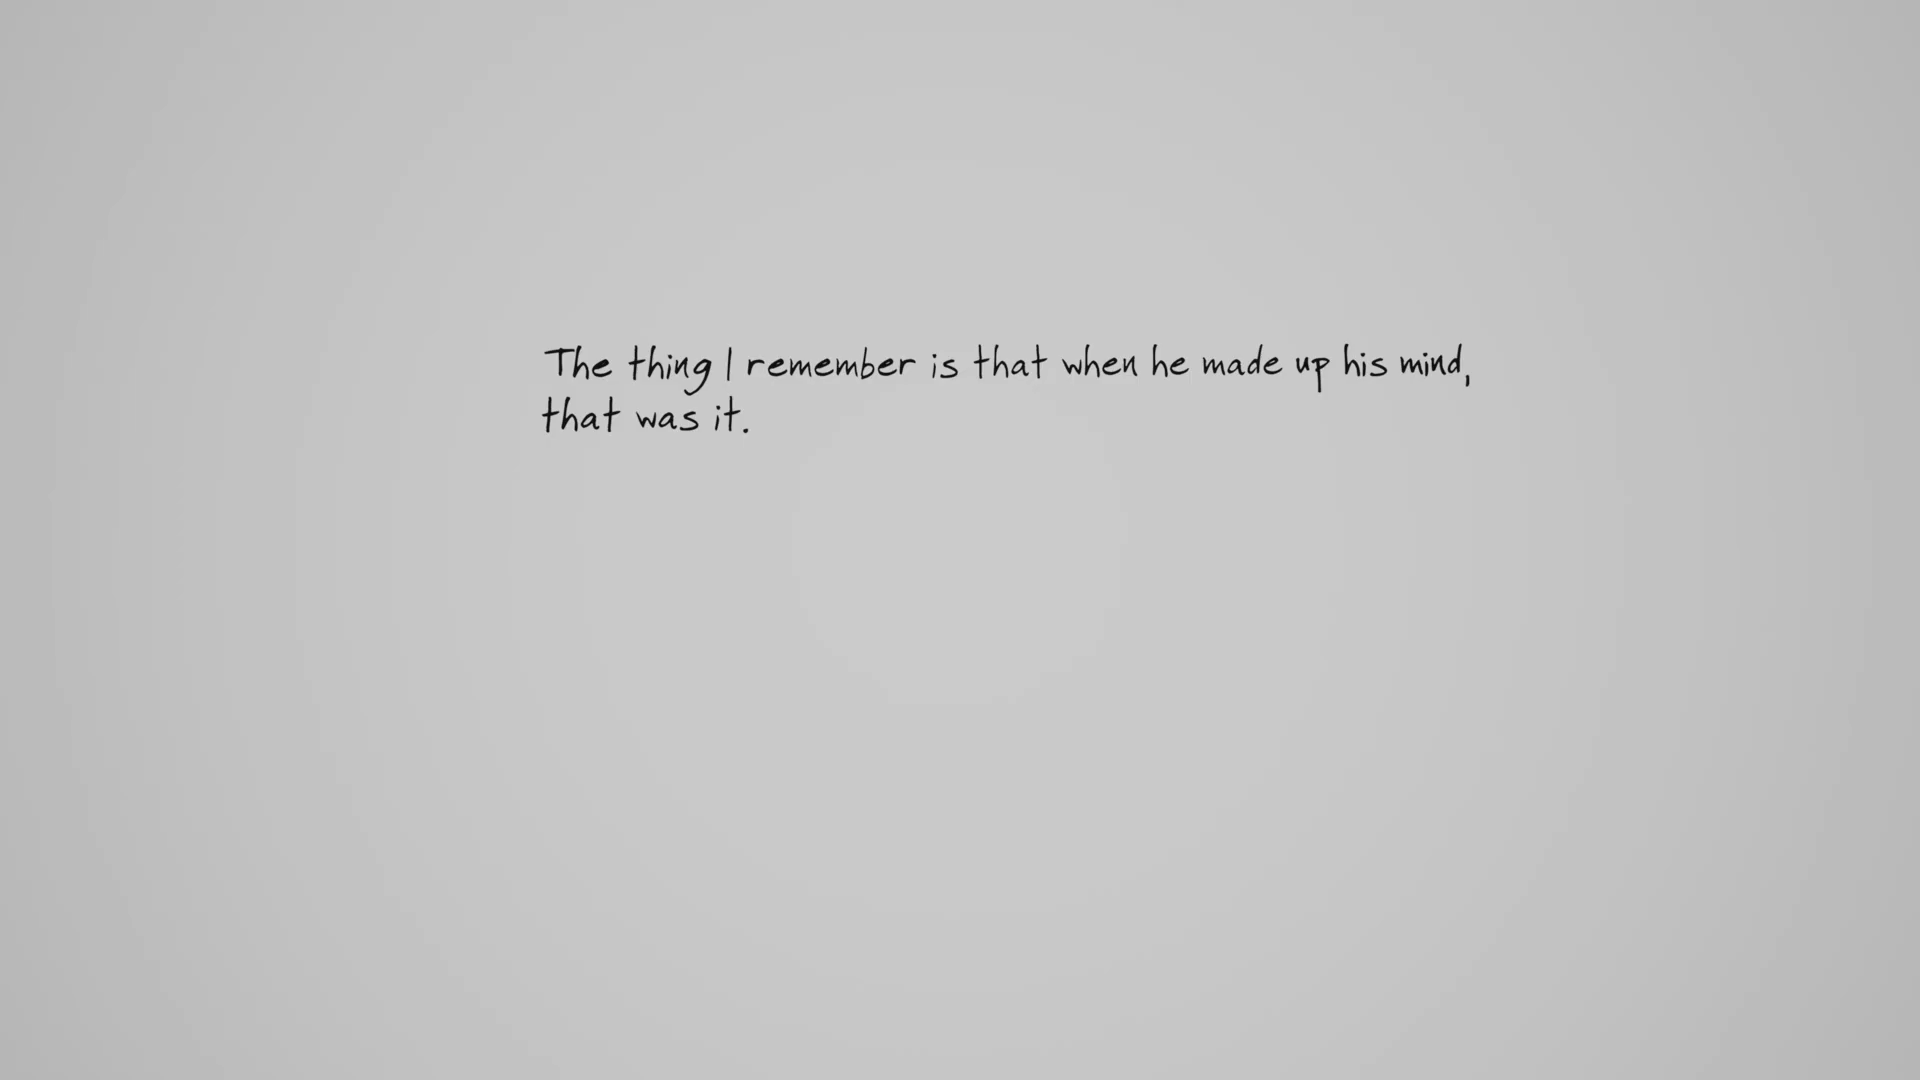 The thing I remember is that when he made up his mind,
that was it.